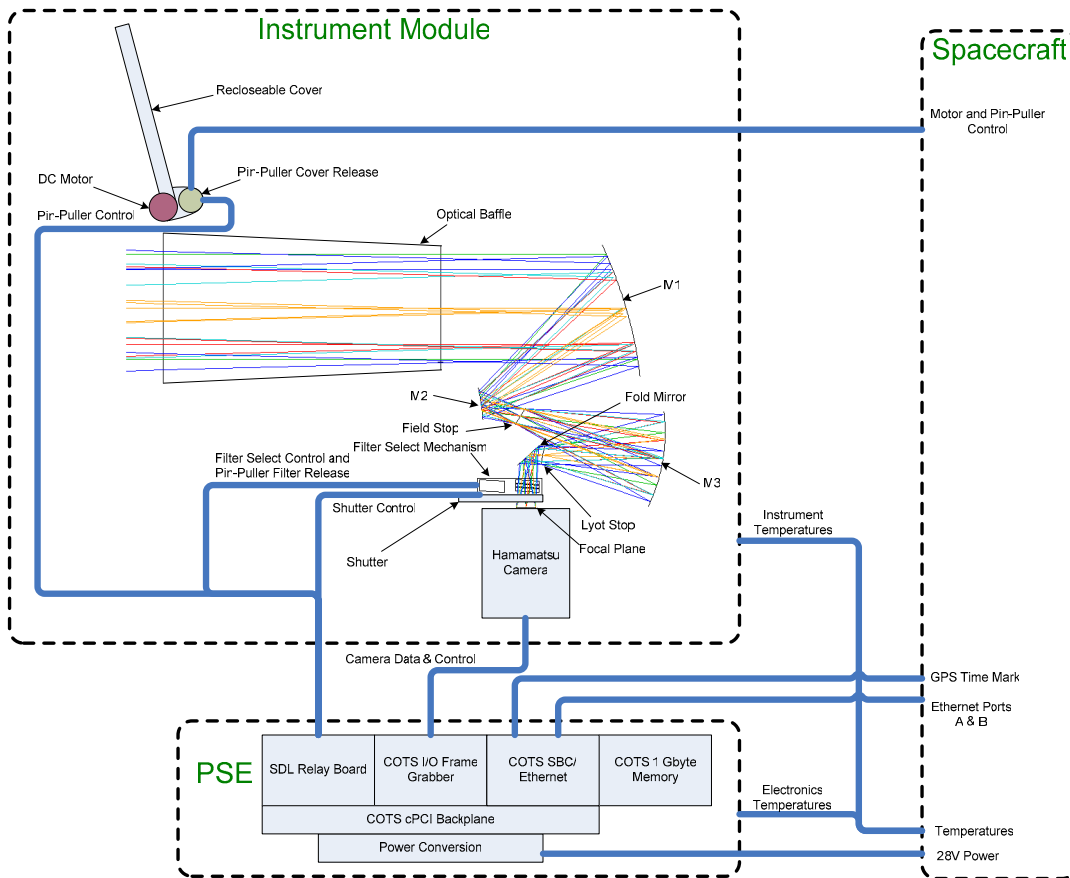 Instrument Module
Spacecraft
Recloseable Cover
Motor and Pin-Puller
Control
Pir-Puller Cover Release
DC Motor
Pir-Puller Control
Optical Baffle
M1
M2
Fold Mirror
Field Stop
Filter Select Mechanism
Filter Select Control and
Pir-Puller Filter Release
M3
Shutter Control
Lyot Stop
Instrument
Temperatures
Focal Plane
Shutter
Hamamatsu
Camera
Camera Data & Control
GPS Time Mark
Ethernet Ports
A & B
PSE
SDL Relay Board
COTS I/O Frame
Grabber
COTS SBC/
Ethernet
COTS 1 Gbyte
Memory
Electronics
Temperatures
COTS cPCI Backplane
Temperatures
Power Conversion
28V Power